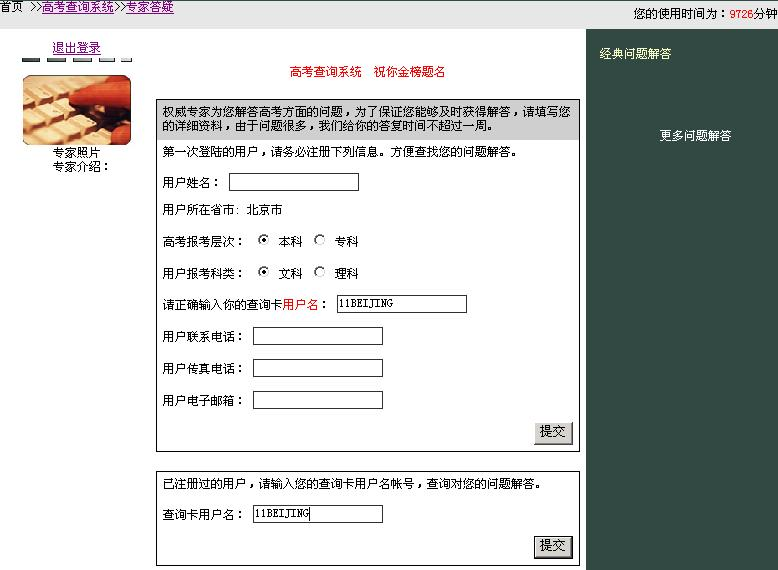 首页 >>高考查询系统>>专家答疑
您的使用时间为：9726分钟
退出登录
专家照片
专家介绍：
高考查询系统 祝你金榜题名
权威专家为您解答高考方面的问题，为了保证您能够及时获得解答，请填写您
的详细资料，由于问题很多，我们给你的答复时间不超过一周。
第一次登陆的用户，请务必注册下列信息。方便查找您的问题解答。
用户姓名：
用户所在省市: 北京市
高考报考层次： 本科 专科
用户报考科类： 文科 理科
请正确输入你的查询卡用户名： 11BEIJING
用户联系电话：
用户传真电话：
用户电子邮箱：
提交
已注册过的用户，请输入您的查询卡用户名帐号，查询对您的问题解答。
查询卡用户名： 11BEIJING
提交
经典问题解答
更多问题解答